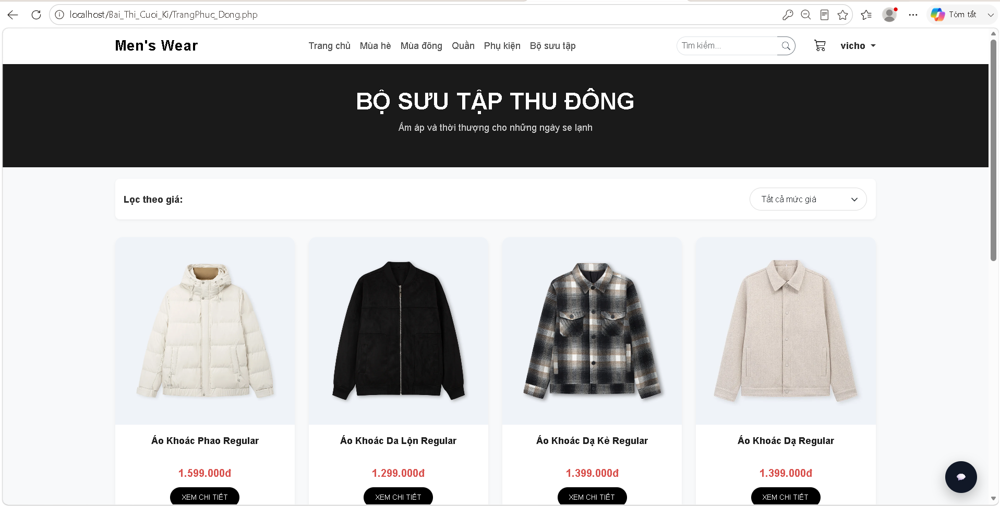 localhost/Bai_Thi_Cuoi_Ki/TrangPhuc_Dong.php
Tóm tắt
Men's Wear
Trang chủ Mùa hè Mùa đông Quần Phụ kiện Bộ sưu tập
Tìm kiếm...
vicho
BỘ SƯU TẬP THU ĐÔNG
Ấm áp và thời thượng cho những ngày se lạnh
Lọc theo giá:
Tất cả mức giá
Áo Khoác Phao Regular
1.599.000đ
XEM CHI TIẾT
Áo Khoác Da Lộn Regular
1.299.000đ
XEM CHI TIẾT
Áo Khoác Dạ Kẻ Regular
1.399.000đ
XEM CHI TIẾT
Áo Khoác Dạ Regular
1.399.000đ
XEM CHI TIẾT